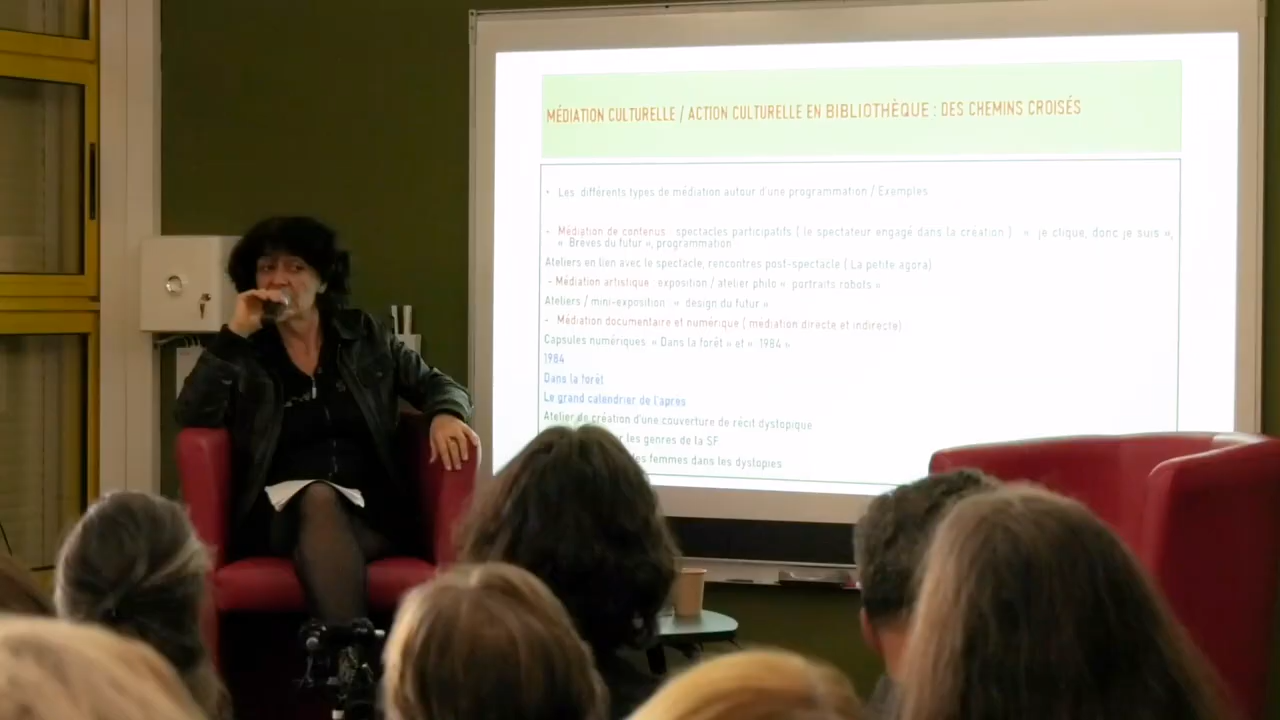 MÉDIATION CULTURELLE / ACTION CULTURELLE EN BIBLIOTHÈQUE : DES CHEMINS CROISÉS
• Les différents types de médiation autour d'une programmation / Exemples
- Médiation de contenus : spectacles participatifs ( le spectateur engagé dans la création ) : « je clique, donc je suis »,
« Brèves du futur », programmation
Ateliers en lien avec le spectacle, rencontres post-spectacle ( La petite agora)
- Médiation artistique : exposition / atelier philo « portraits robots »
Ateliers / mini-exposition : « design du futur »
- Médiation documentaire et numérique ( médiation directe et indirecte)
Capsules numériques « Dans la forêt » et « 1984 »
1984
Dans la forêt
Le grand calendrier de l'apres
Atelier de création d'une couverture de récit dystopique
les genres de la SF
femmes dans les dystopies